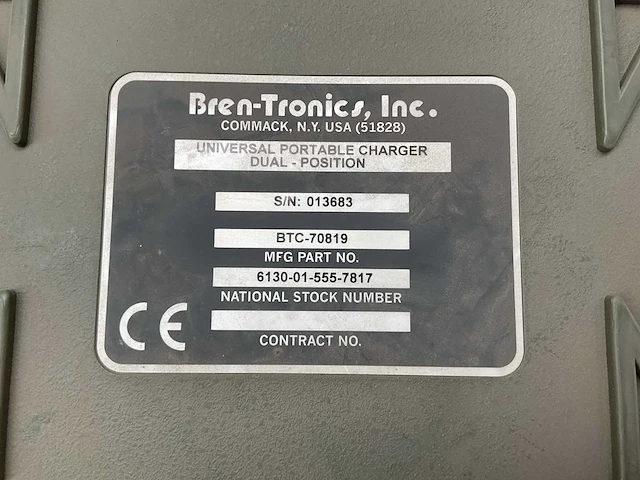 Bren-Tronics, Inc.
COMMACK, N.Y. USA (51828)
UNIVERSAL PORTABLE CHARGER
DUAL - POSITION
S/N: 013683
BTC-70819
MFG PART NO.
6130-01-555-7817
NATIONAL STOCK NUMBER
CONTRACT NO.
CE